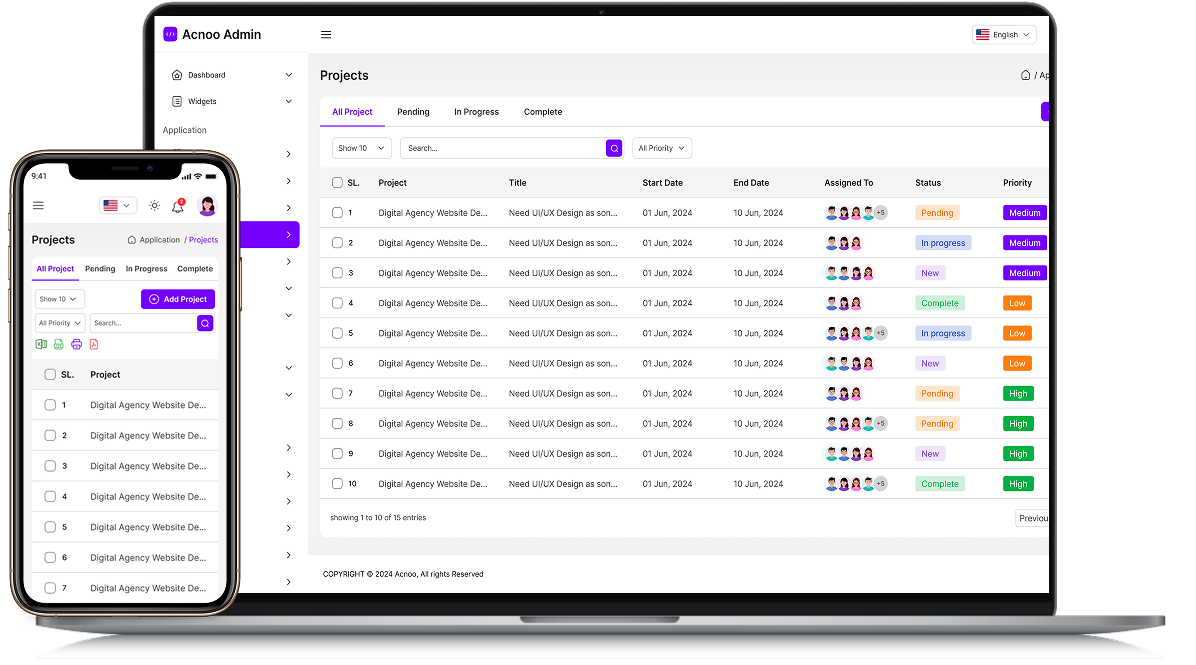 Acnoo Admin
English
Dashboard
Widgets
Application
Projects
/ Ap
All Project Pending In Progress Complete
Show 10 Search... All Priority
SL. Project Title Start Date End Date Assigned To Status Priority
1 Digital Agency Website De... Need UI/UX Design as son... 01 Jun, 2024 10 Jun, 2024 +5 Pending Medium
2 Digital Agency Website De... Need UI/UX Design as son... 01 Jun, 2024 10 Jun, 2024 In progress Medium
3 Digital Agency Website De... Need UI/UX Design as son... 01 Jun, 2024 10 Jun, 2024 New Medium
4 Digital Agency Website De... Need UI/UX Design as son... 01 Jun, 2024 10 Jun, 2024 Complete Low
5 Digital Agency Website De... Need UI/UX Design as son... 01 Jun, 2024 10 Jun, 2024 +5 In progress Low
6 Digital Agency Website De... Need UI/UX Design as son... 01 Jun, 2024 10 Jun, 2024 New Low
7 Digital Agency Website De... Need UI/UX Design as son... 01 Jun, 2024 10 Jun, 2024 Pending High
8 Digital Agency Website De... Need UI/UX Design as son... 01 Jun, 2024 10 Jun, 2024 +5 Pending High
9 Digital Agency Website De... Need UI/UX Design as son... 01 Jun, 2024 10 Jun, 2024 New High
10 Digital Agency Website De... Need UI/UX Design as son... 01 Jun, 2024 10 Jun, 2024 +5 Complete High
showing 1 to 10 of 15 entries
Previou
COPYRIGHT © 2024 Acnoo, All rights Reserved
9:41
2
Projects
Application / Projects
All Project Pending In Progress Complete
Show 10 Add Project
All Priority Search...
SL. Project
1 Digital Agency Website De...
2 Digital Agency Website De...
3 Digital Agency Website De...
4 Digital Agency Website De...
5 Digital Agency Website De...
6 Digital Agency Website De...
7 Digital Agency Website De...